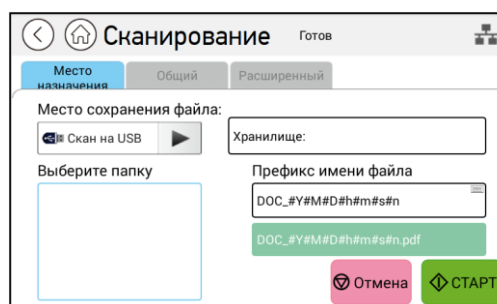 Сканирование Готов
Место назначения
Общий
Расширенный
Место сохранения файла:
Скан на USB
Хранилище:
Выберите папку
Префикс имени файла
DOC_#Y#M#D#h#m#s#n
DOC_#Y#M#D#h#m#s#n.pdf
Отмена
СТАРТ